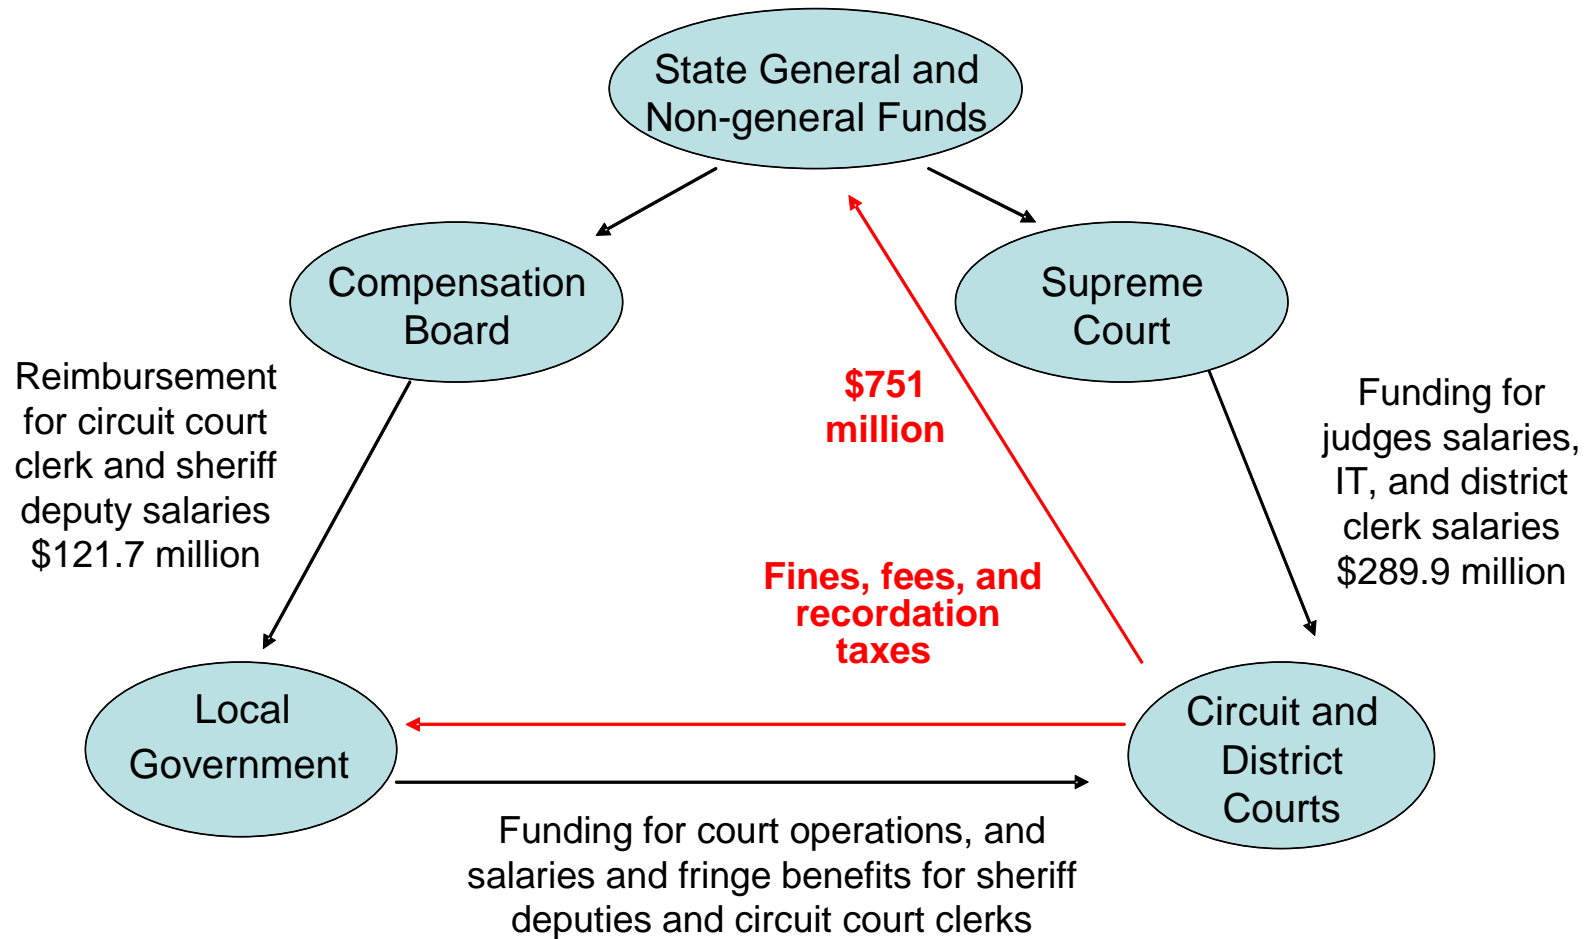 State General and
Non-general Funds
Compensation
Board
Supreme
Court
Reimbursement
for circuit court
clerk and sheriff
deputy salaries
$121.7 million
$751
million
Funding for
judges salaries,
IT, and district
clerk salaries
$289.9 million
Fines, fees, and
recordation
taxes
Local
Government
Circuit and
District
Courts
Funding for court operations, and
salaries and fringe benefits for sheriff
deputies and circuit court clerks